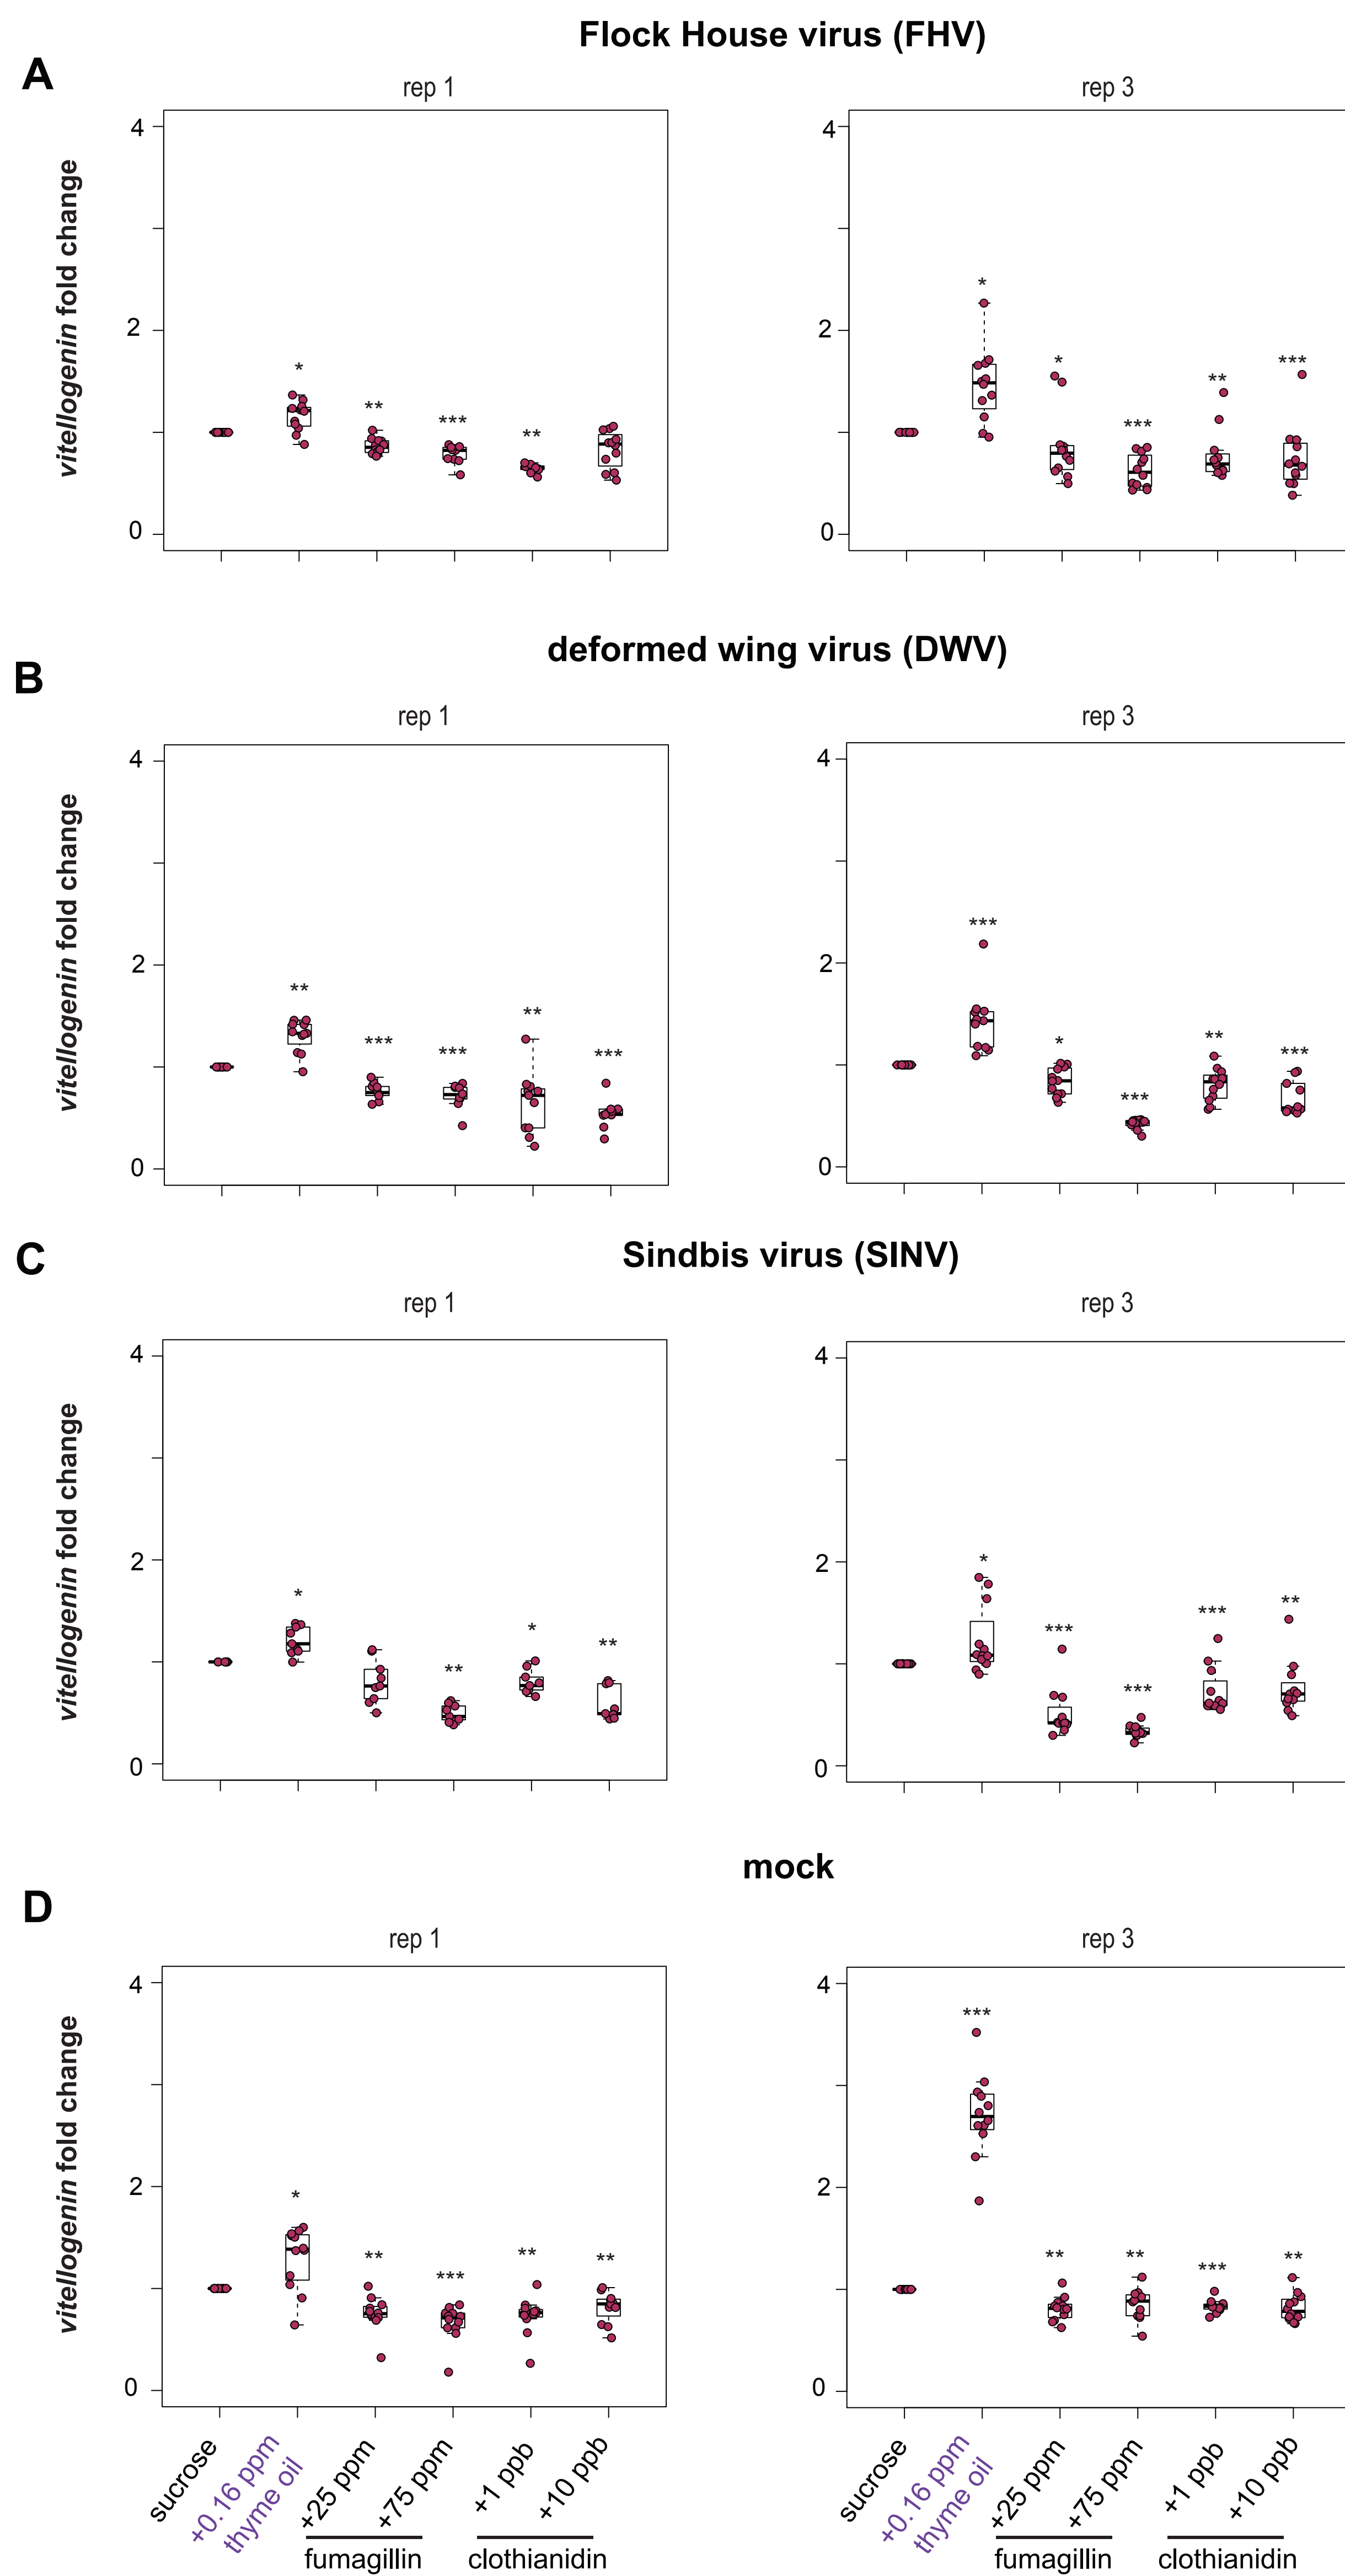 Flock House virus (FHV)
A
rep 1
rep 3
vitellogenin fold change
4
2
0
4
2
0
*
**
***
**
*
*
***
**
***
deformed wing virus (DWV)
B
rep 1
rep 3
vitellogenin fold change
4
2
0
4
2
0
**
***
***
**
***
***
*
***
**
***
Sindbis virus (SINV)
C
rep 1
rep 3
vitellogenin fold change
4
2
0
4
2
0
*
**
*
**
*
***
***
***
**
mock
D
rep 1
rep 3
vitellogenin fold change
4
2
0
4
2
0
*
**
***
**
**
***
**
**
***
**
sucrose
+0.16 ppm
thyme oil
+25 ppm
+75 ppm
+1 ppb
+10 ppb
fumagillin
clothianidin
sucrose
+0.16 ppm
thyme oil
+25 ppm
+75 ppm
+1 ppb
+10 ppb
fumagillin
clothianidin